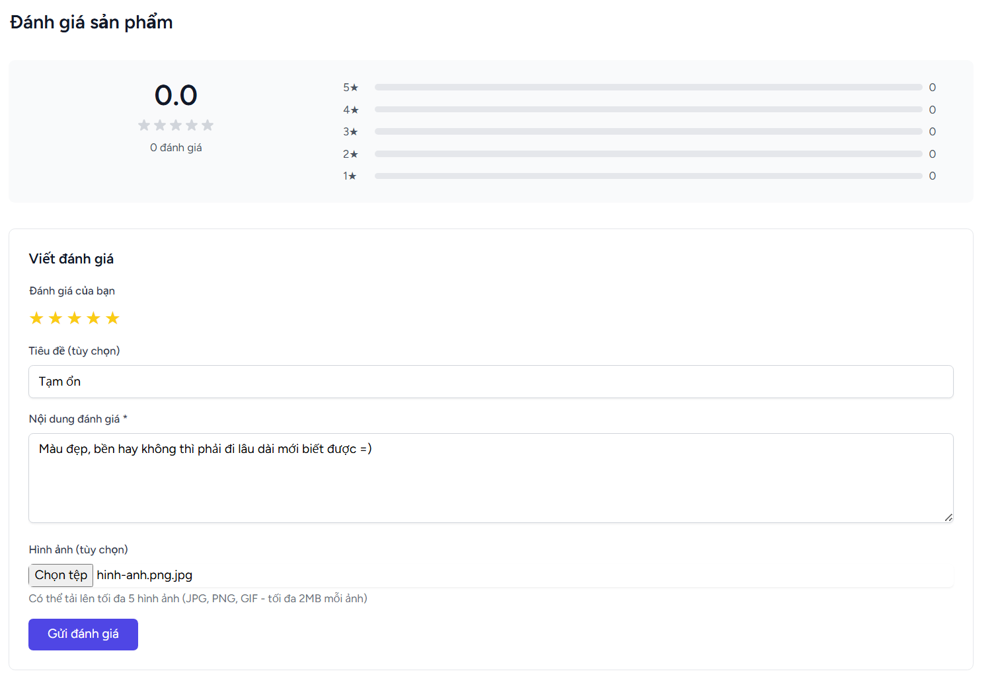 Đánh giá sản phẩm
0.0
0 đánh giá
5★ 0
4★ 0
3★ 0
2★ 0
1★ 0
Viết đánh giá
Đánh giá của bạn
Tiêu đề (tùy chọn)
Tạm ổn
Nội dung đánh giá *
Màu đẹp, bền hay không thì phải đi lâu dài mới biết được =)
Hình ảnh (tùy chọn)
Chọn tệp hinh-anh.png.jpg
Có thể tải lên tối đa 5 hình ảnh (JPG, PNG, GIF - tối đa 2MB mỗi ảnh)
Gửi đánh giá